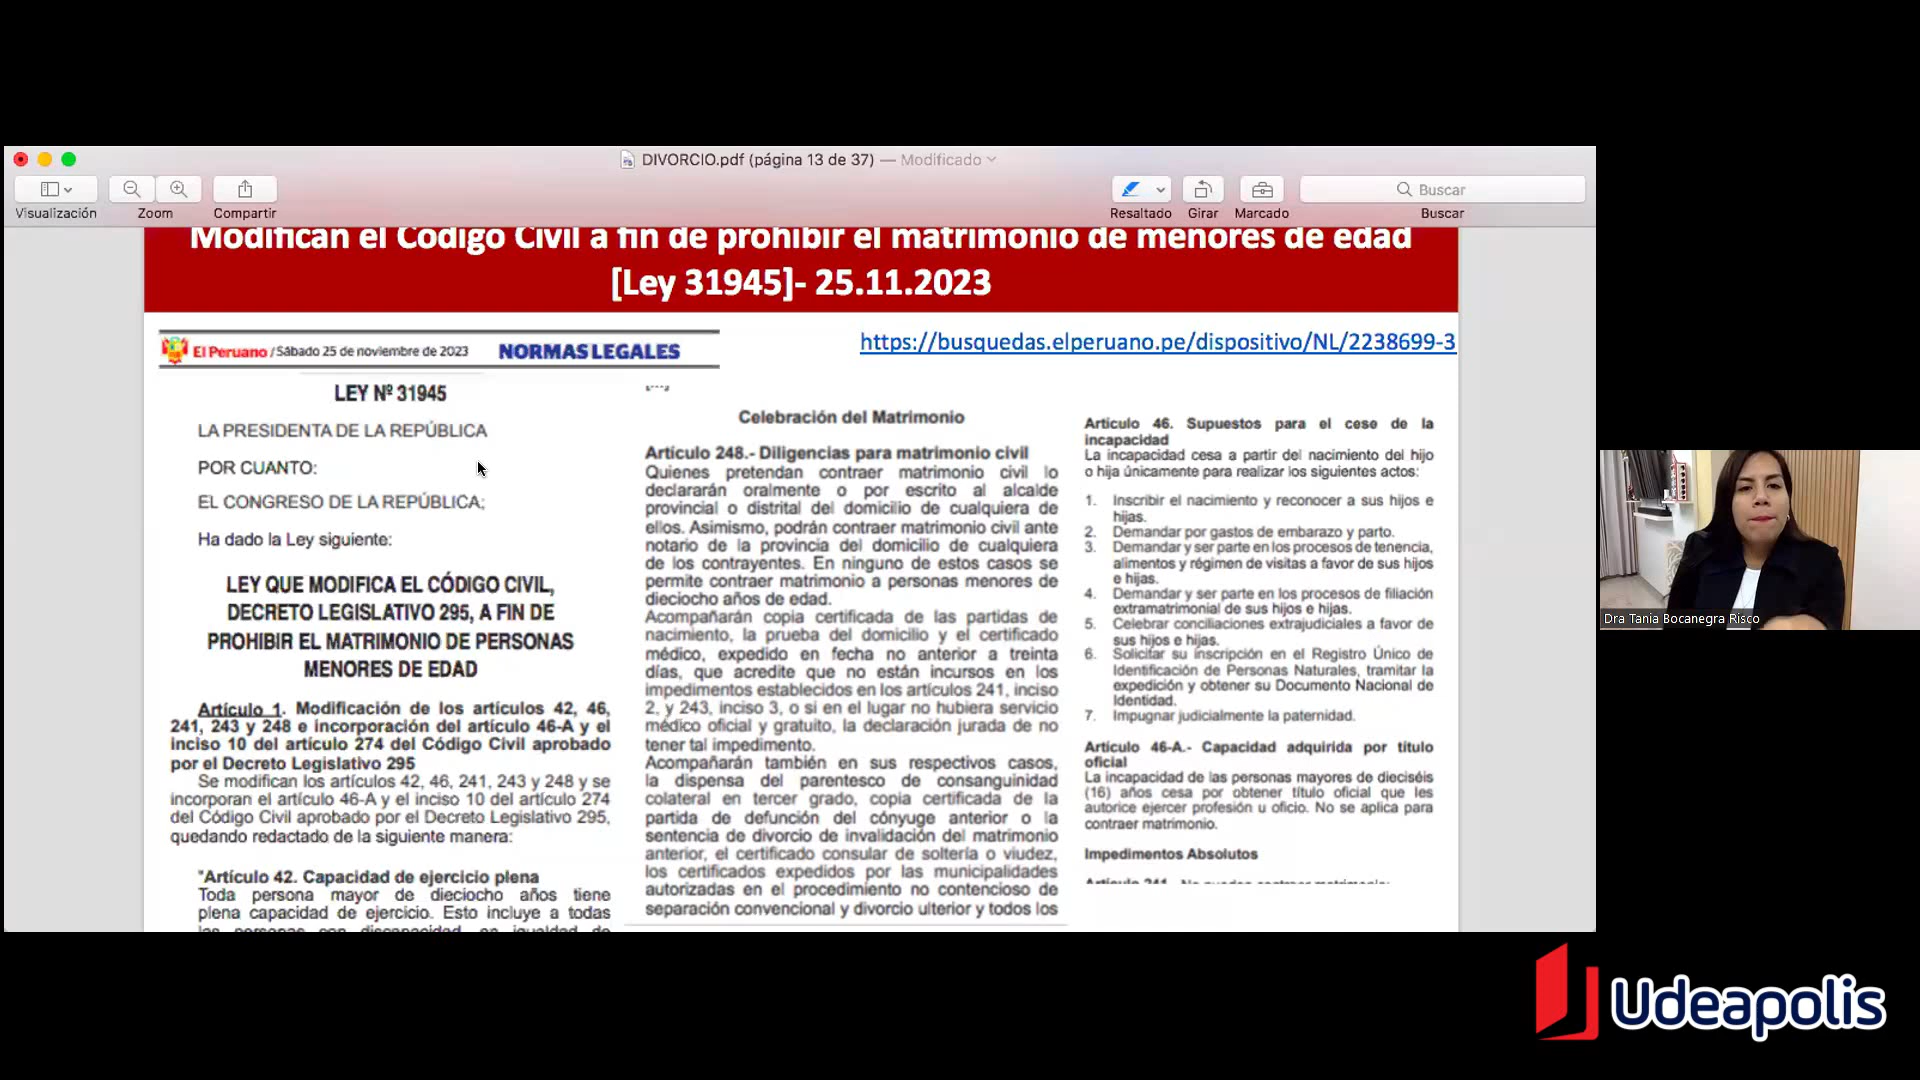 DIVORCIO.pdf (página 13 de 37) — Modificado
Visualización
Zoom
Compartir
Resaltado
Girar
Marcado
Buscar
Buscar
Modifican el Código Civil a fin de prohibir el matrimonio de menores de edad
[Ley 31945]- 25.11.2023
El Peruano / Sábado 25 de noviembre de 2023
NORMAS LEGALES
https://busquedas.elperuano.pe/dispositivo/NL/2238699-3
LEY Nº 31945
LA PRESIDENTA DE LA REPÚBLICA
POR CUANTO:
EL CONGRESO DE LA REPÚBLICA;
Ha dado la Ley siguiente:
LEY QUE MODIFICA EL CÓDIGO CIVIL,
DECRETO LEGISLATIVO 295, A FIN DE
PROHIBIR EL MATRIMONIO DE PERSONAS
MENORES DE EDAD
Artículo 1. Modificación de los artículos 42, 46,
241, 243 y 248 e incorporación del artículo 46-A y el
inciso 10 del artículo 274 del Código Civil aprobado
por el Decreto Legislativo 295
Se modifican los artículos 42, 46, 241, 243 y 248 y se
incorporan el artículo 46-A y el inciso 10 del artículo 274
del Código Civil aprobado por el Decreto Legislativo 295,
quedando redactado de la siguiente manera:
"Artículo 42. Capacidad de ejercicio plena
Toda persona mayor de dieciocho años tiene
plena capacidad de ejercicio. Esto incluye a todas
las personas con discapacidad, en igualdad de
Celebración del Matrimonio
Artículo 248.- Diligencias para matrimonio civil
Quienes pretendan contraer matrimonio civil lo
declararán oralmente o por escrito al alcalde
provincial o distrital del domicilio de cualquiera de
ellos. Asimismo, podrán contraer matrimonio civil ante
notario de la provincia del domicilio de cualquiera
de los contrayentes. En ninguno de estos casos se
permite contraer matrimonio a personas menores de
dieciocho años de edad.
Acompañarán copia certificada de las partidas de
nacimiento, la prueba del domicilio y el certificado
médico, expedido en fecha no anterior a treinta
días, que acredite que no están incursos en los
impedimentos establecidos en los artículos 241, inciso
2, y 243, inciso 3, o si en el lugar no hubiera servicio
médico oficial y gratuito, la declaración jurada de no
tener tal impedimento.
Acompañarán también en sus respectivos casos,
la dispensa del parentesco de consanguinidad
colateral en tercer grado, copia certificada de la
partida de defunción del cónyuge anterior o la
sentencia de divorcio de invalidación del matrimonio
anterior, el certificado consular de soltería o viudez,
los certificados expedidos por las municipalidades
autorizadas en el procedimiento no contencioso de
separación convencional y divorcio ulterior y todos los
Artículo 46. Supuestos para el cese de la
incapacidad
La incapacidad cesa a partir del nacimiento del hijo
o hija únicamente para realizar los siguientes actos:
1. Inscribir el nacimiento y reconocer a sus hijos e
hijas.
2. Demandar por gastos de embarazo y parto.
3. Demandar y ser parte en los procesos de tenencia,
alimentos y régimen de visitas a favor de sus hijos
e hijas.
4. Demandar y ser parte en los procesos de filiación
extramatrimonial de sus hijos e hijas.
5. Celebrar conciliaciones extrajudiciales a favor de
sus hijos e hijas.
6. Solicitar su inscripción en el Registro Único de
Identificación de Personas Naturales, tramitar la
expedición y obtener su Documento Nacional de
Identidad.
7. Impugnar judicialmente la paternidad.
Artículo 46-A.- Capacidad adquirida por título
oficial
La incapacidad de las personas mayores de dieciséis
(16) años cesa por obtener título oficial que les
autorice ejercer profesión u oficio. No se aplica para
contraer matrimonio.
Impedimentos Absolutos
Dra Tania Bocanegra Risco
Udeapolis